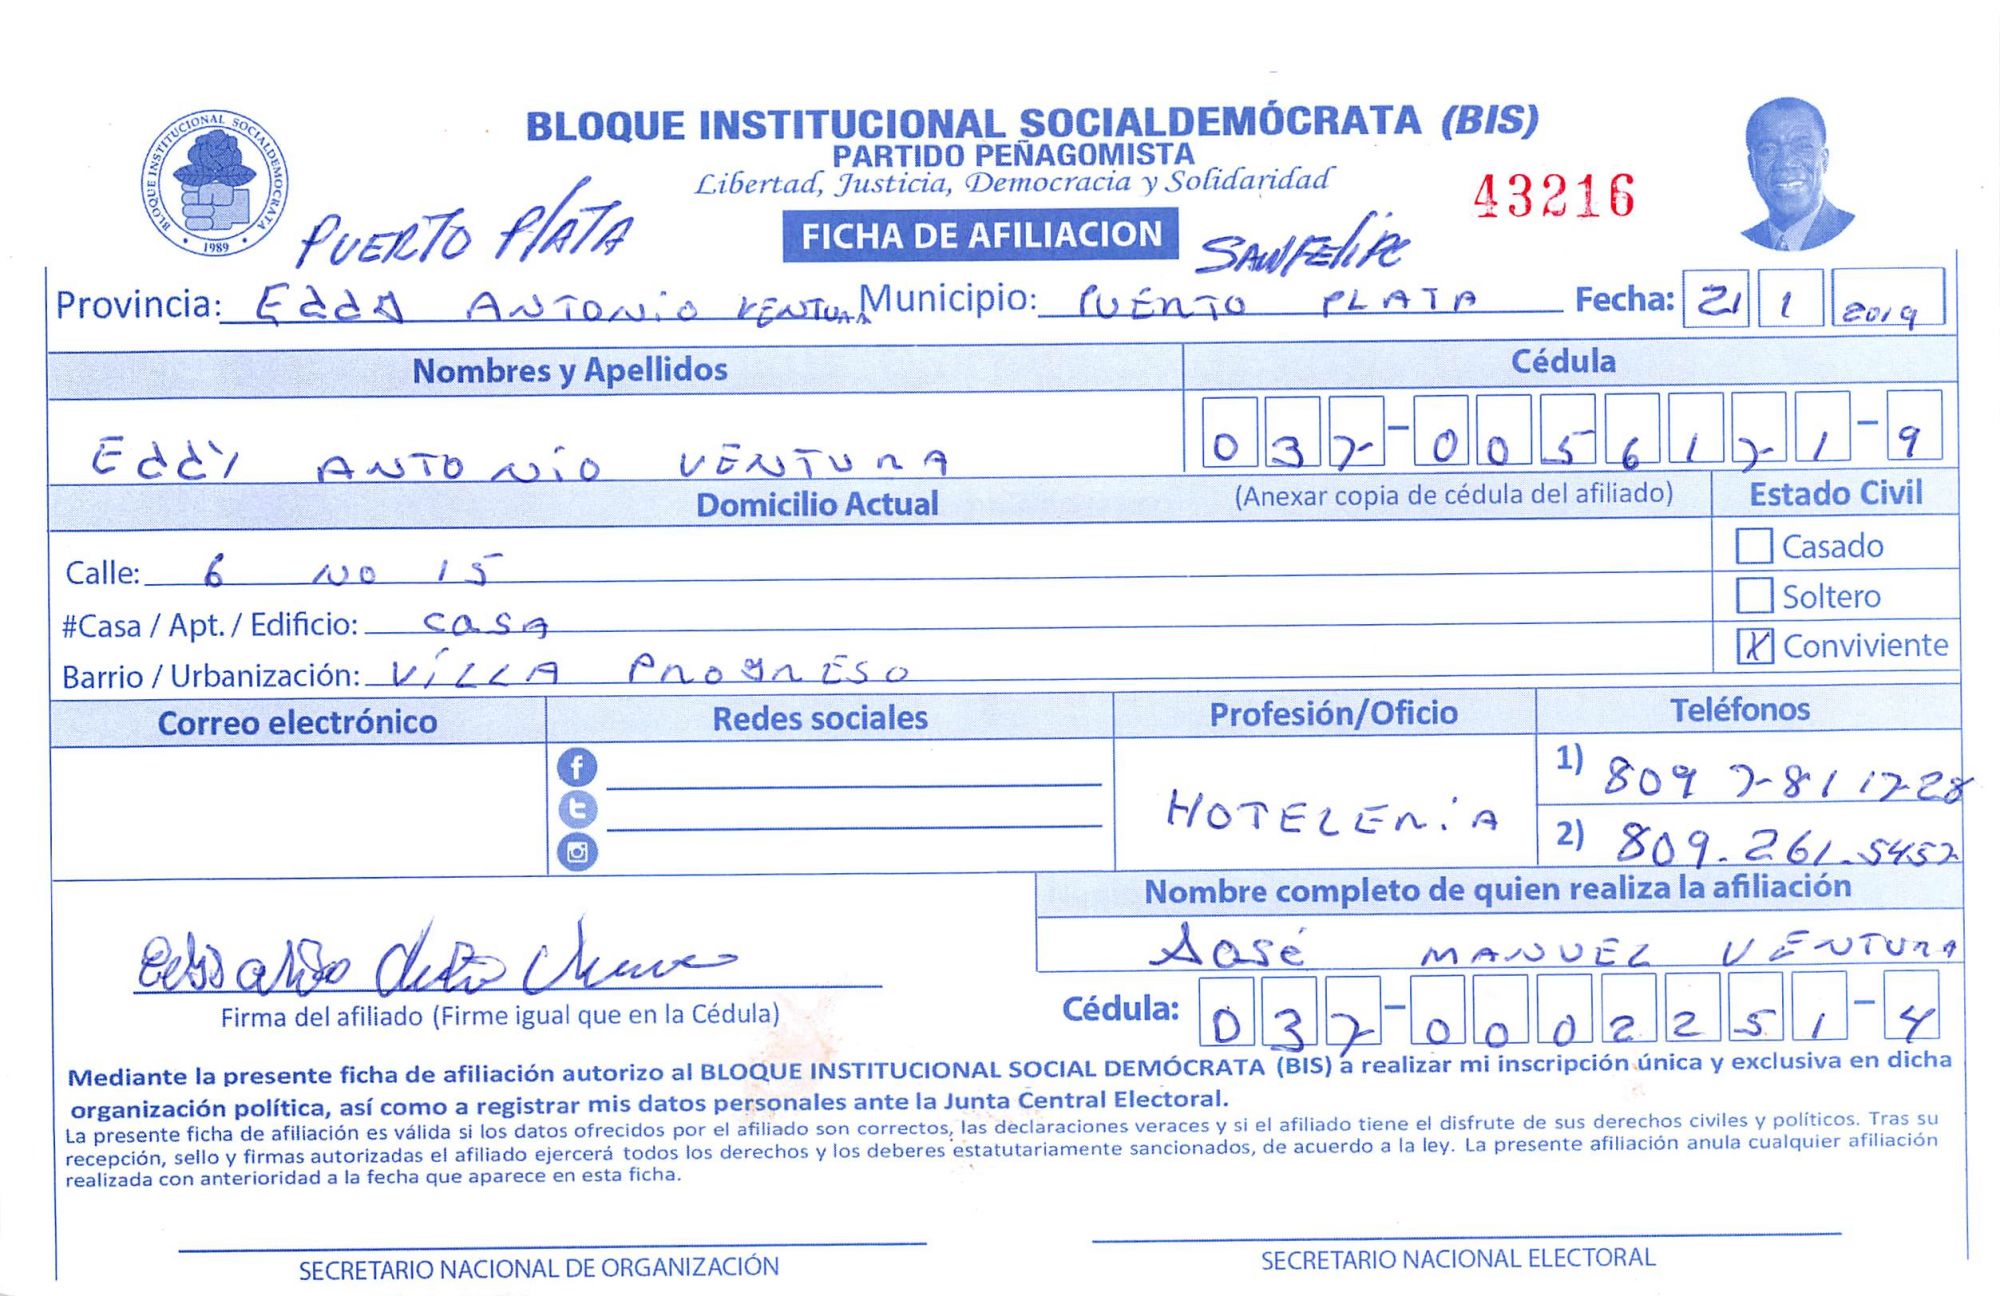 BLOQUE INSTITUCIONAL SOCIALDEMÓCRATA (BIS)
PARTIDO PEÑAGOMISTA
Libertad, Justicia, Democracia y Solidaridad
BLOQUE INSTITUCIONAL SOCIALDEMOCRATA
• 1989 •
43216
PUERTO PLATA
FICHA DE AFILIACION
SANFELIPE
Provincia: Eddy ANTONIO VENTURA Municipio: PUERTO PLATA Fecha: 21 1 2019
Nombres y Apellidos Cédula
Eddy ANTONIO VENTURA 037-0056171-9
Domicilio Actual (Anexar copia de cédula del afiliado) Estado Civil
Casado
Calle: 6 NO 15
Soltero
#Casa / Apt. / Edificio: CASA
X Conviviente
Barrio / Urbanización: VILLA PROGRESO
Correo electrónico Redes sociales Profesión/Oficio Teléfonos
1) 809 7-81 17-28
HOTELERIA
2) 809.261.5452
Nombre completo de quien realiza la afiliación
José MANUEL VENTURA
Firma del afiliado (Firme igual que en la Cédula)
Cédula: 037-0002251-4
Mediante la presente ficha de afiliación autorizo al BLOQUE INSTITUCIONAL SOCIAL DEMÓCRATA (BIS) a realizar mi inscripción única y exclusiva en dicha
organización política, así como a registrar mis datos personales ante la Junta Central Electoral.
La presente ficha de afiliación es válida si los datos ofrecidos por el afiliado son correctos, las declaraciones veraces y si el afiliado tiene el disfrute de sus derechos civiles y políticos. Tras su
recepción, sello y firmas autorizadas el afiliado ejercerá todos los derechos y los deberes estatutariamente sancionados, de acuerdo a la ley. La presente afiliación anula cualquier afiliación
realizada con anterioridad a la fecha que aparece en esta ficha.
SECRETARIO NACIONAL DE ORGANIZACIÓN SECRETARIO NACIONAL ELECTORAL